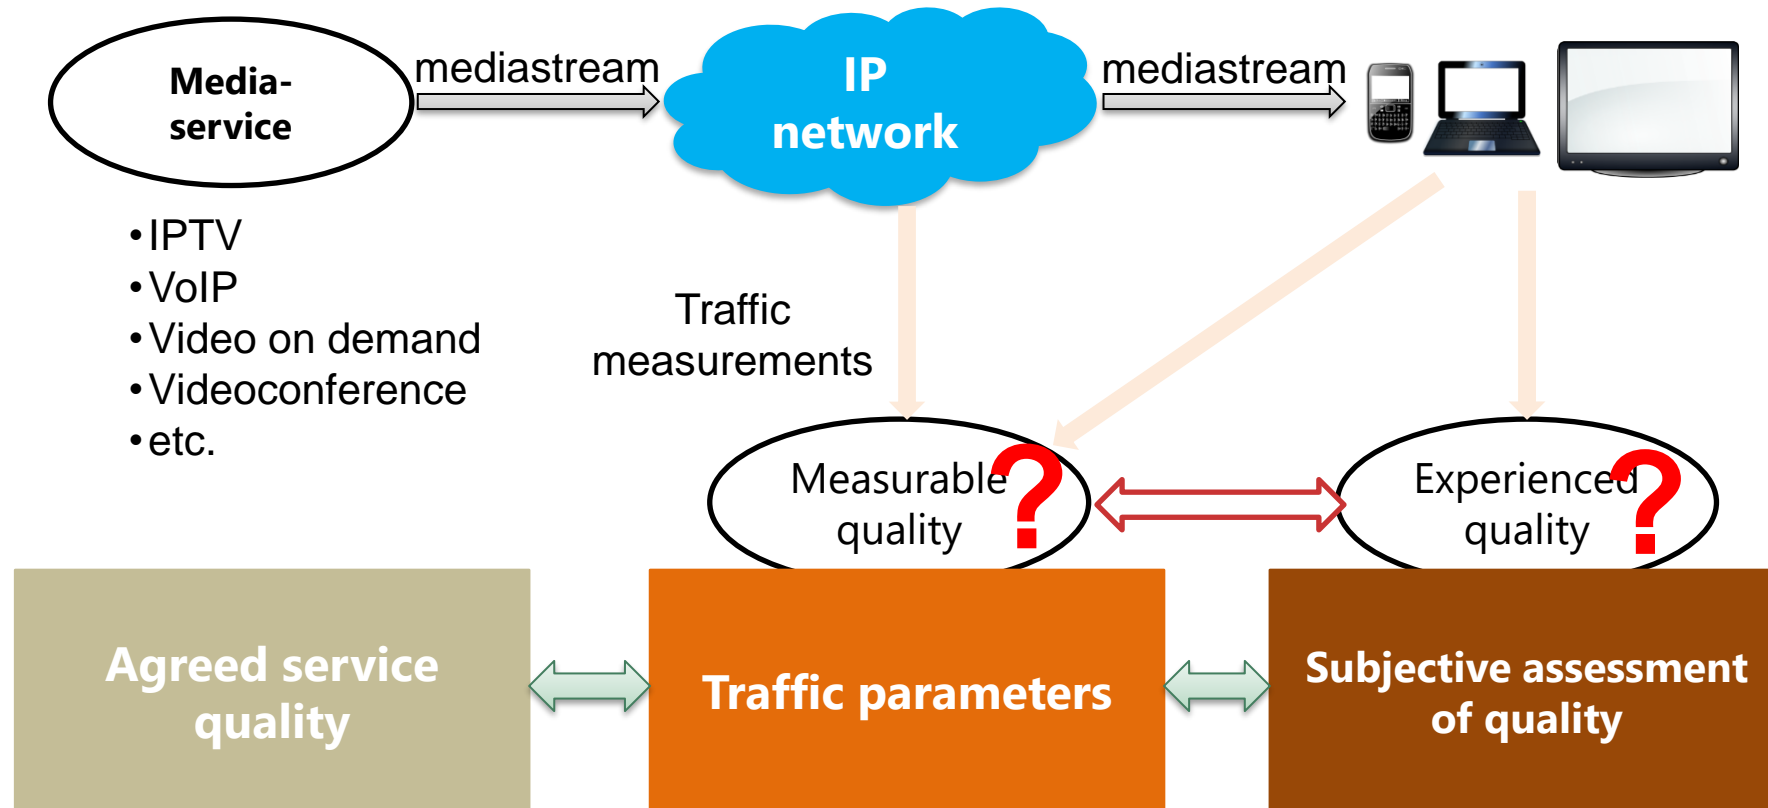 Media-
service
mediastream
IP
network
mediastream
•IPTV
•VoIP
•Video on demand
•Videoconference
•etc.
Traffic
measurements
Measurable
quality
?
Experienced
quality
?
Agreed service
quality
Traffic parameters
Subjective assessment
of quality